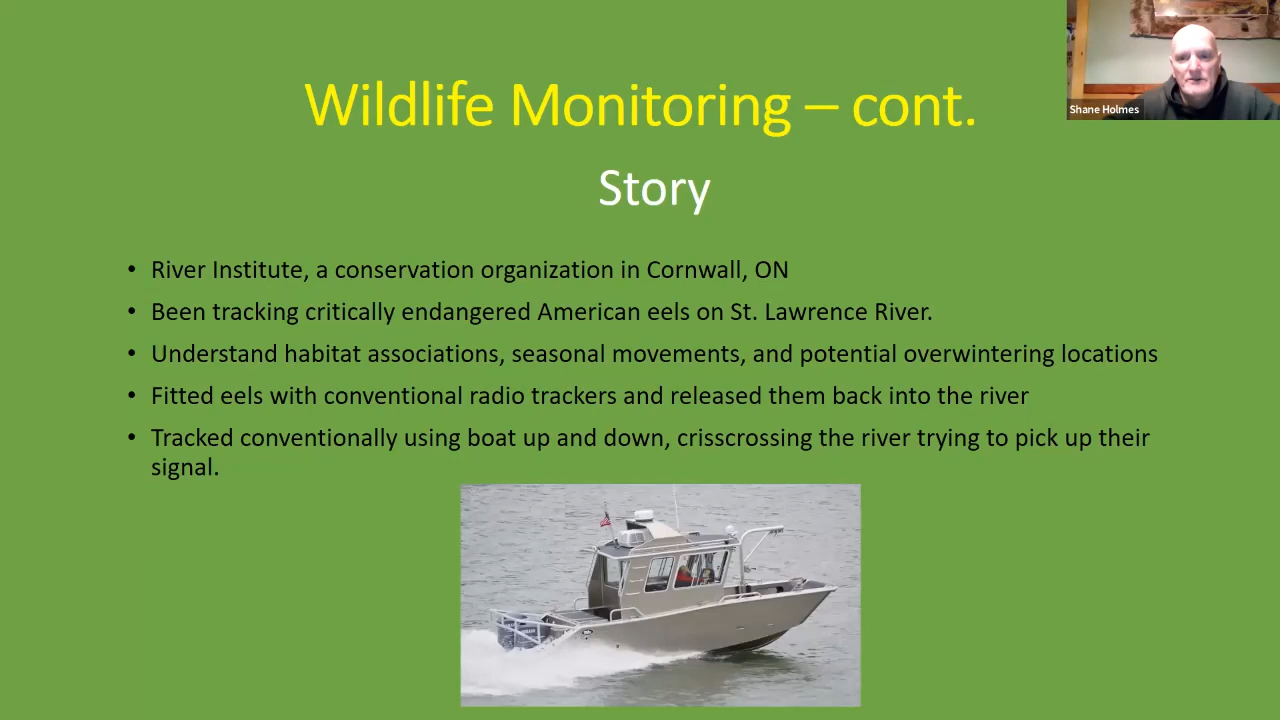 Shane Holmes
Wildlife Monitoring – cont.
Story
• River Institute, a conservation organization in Cornwall, ON
• Been tracking critically endangered American eels on St. Lawrence River.
• Understand habitat associations, seasonal movements, and potential overwintering locations
• Fitted eels with conventional radio trackers and released them back into the river
• Tracked conventionally using boat up and down, crisscrossing the river trying to pick up their
signal.